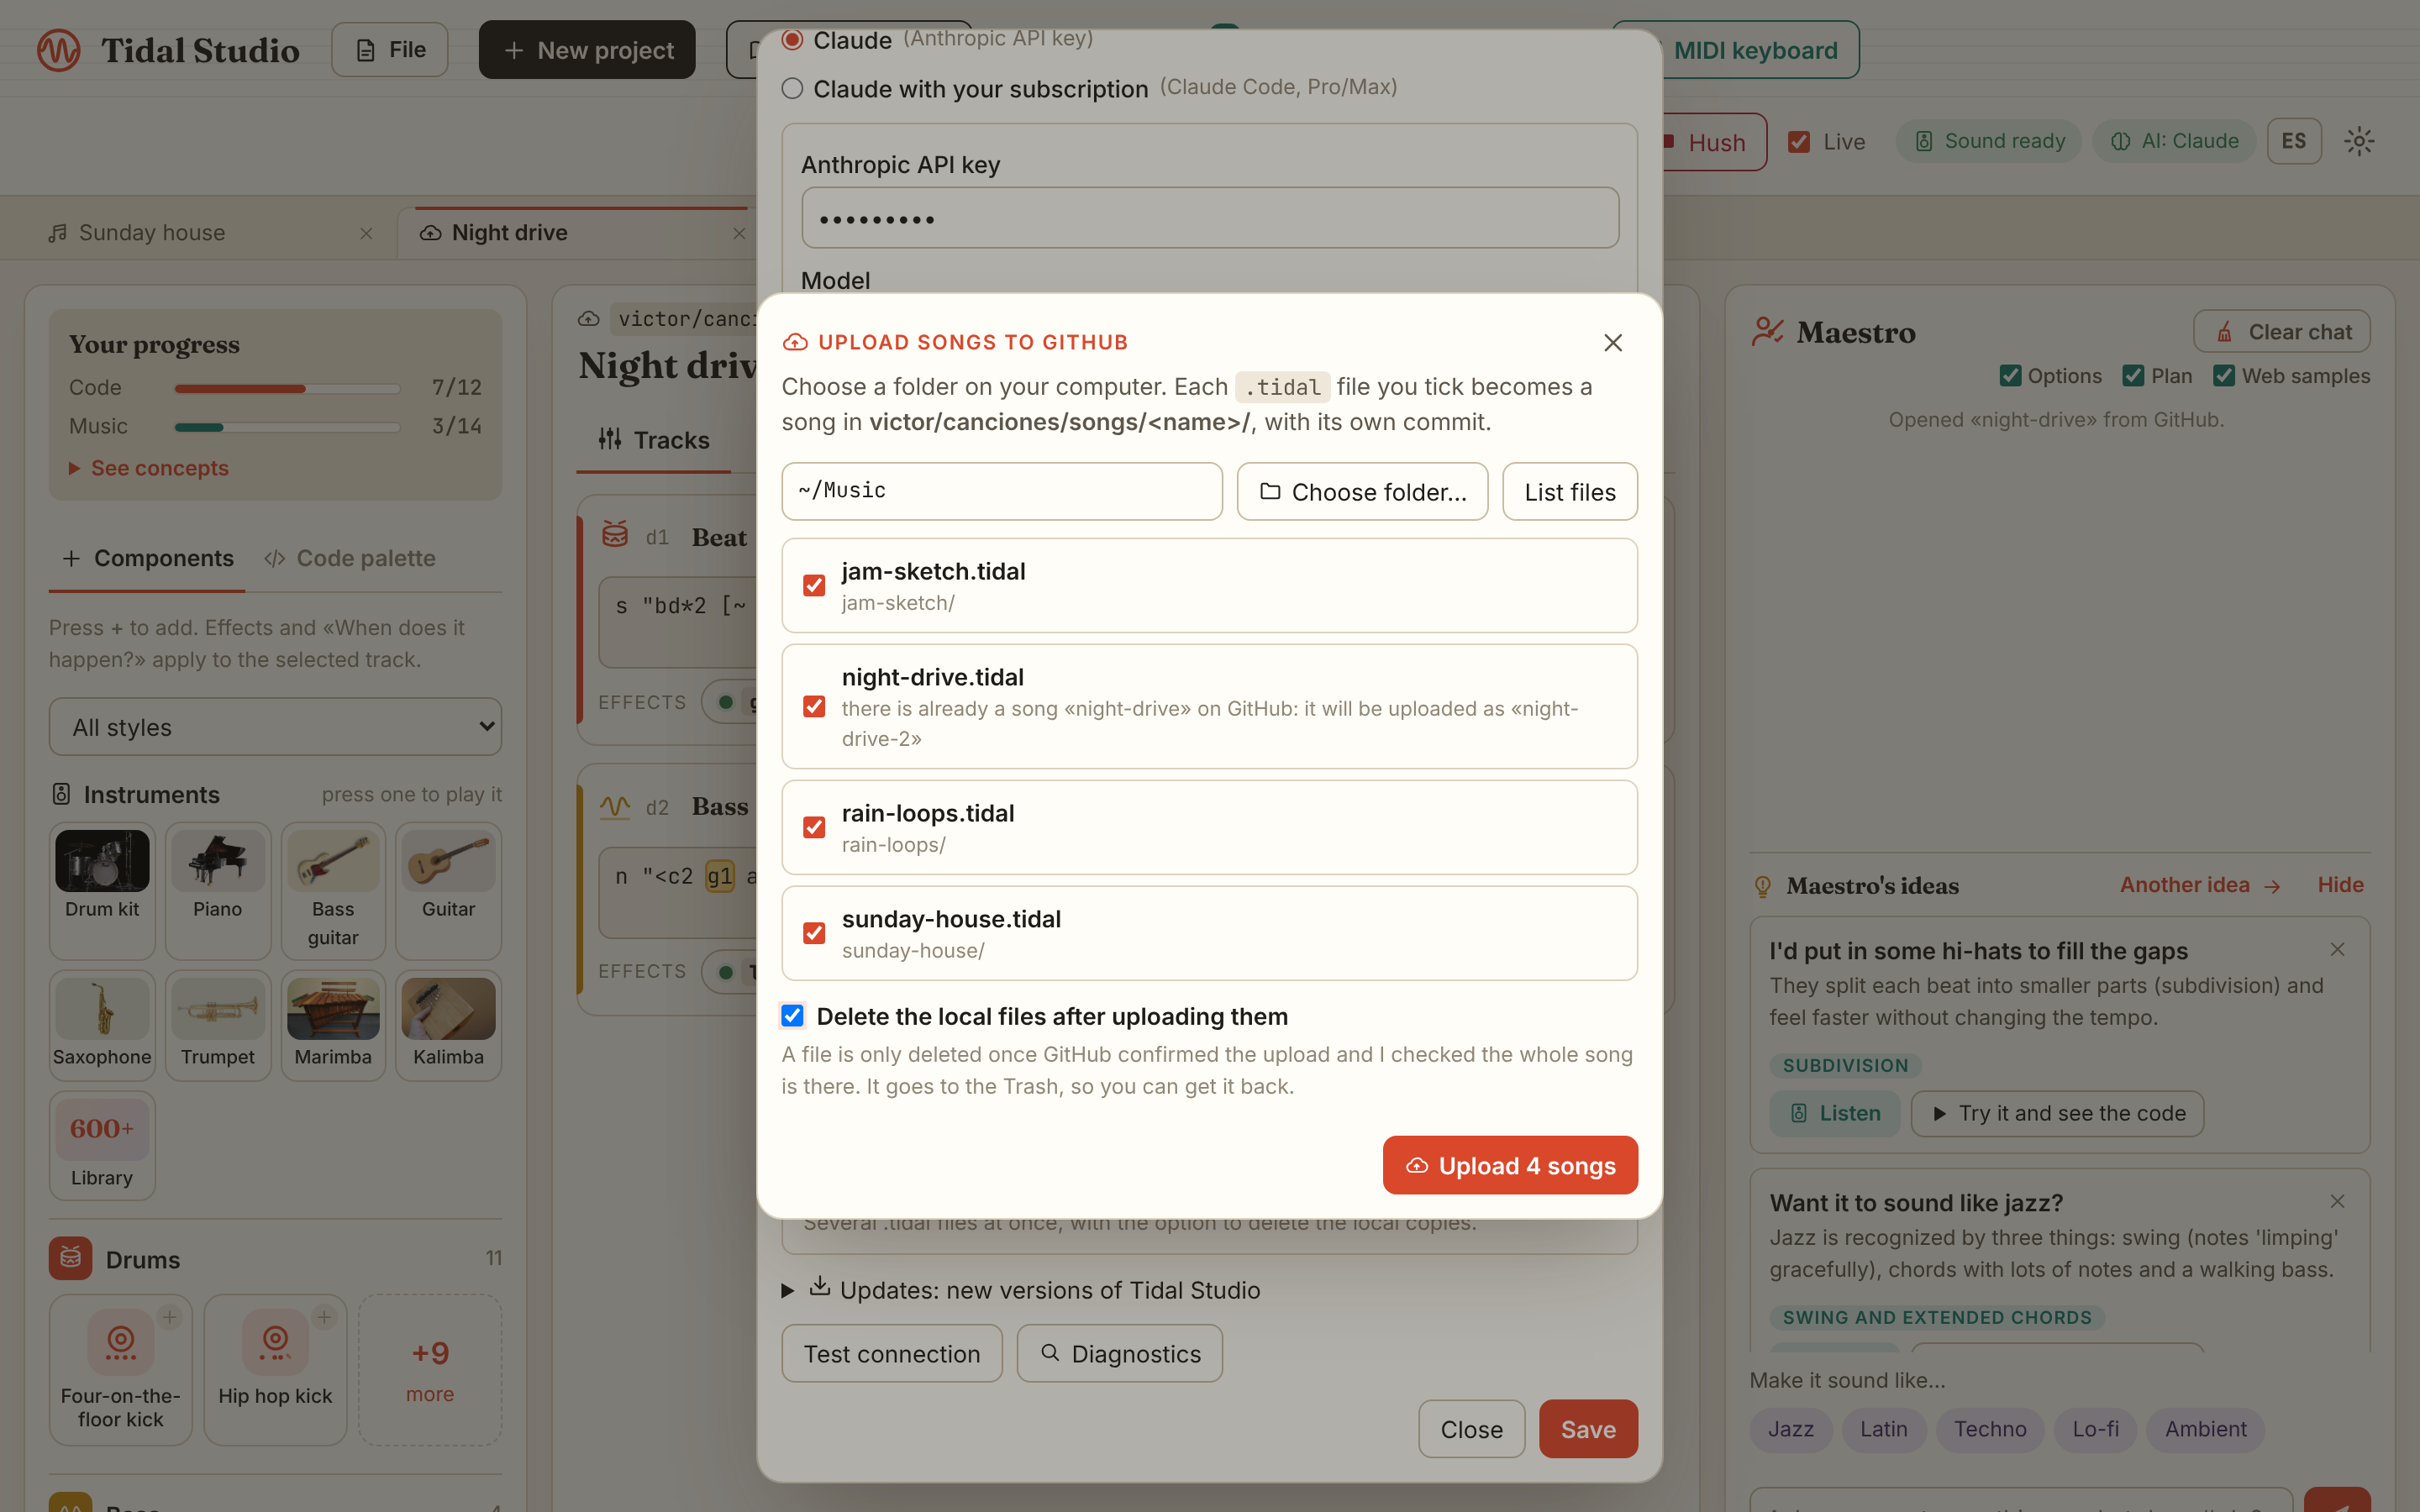 Tidal Studio
File
New project
MIDI keyboard
Hush
Live
Sound ready
AI: Claude
ES
Sunday house
Night drive
Your progress
Code 7/12
Music 3/14
See concepts
Components
Code palette
Press + to add. Effects and «When does it
happen?» apply to the selected track.
All styles
Instruments
press one to play it
Drum kit
Piano
Bass
guitar
Guitar
Saxophone
Trumpet
Marimba
Kalimba
600+
Library
Drums
11
Four-on-the-
floor kick
Hip hop kick
+9
more
victor/canc
Night driv
Tracks
d1 Beat
s "bd*2 [~
EFFECTS
d2 Bass
n "<c2 g1 a
EFFECTS
Claude (Anthropic API key)
Claude with your subscription (Claude Code, Pro/Max)
Anthropic API key
•••••••••
Model
UPLOAD SONGS TO GITHUB
Choose a folder on your computer. Each .tidal file you tick becomes a
song in victor/canciones/songs/<name>/, with its own commit.
~/Music
Choose folder...
List files
jam-sketch.tidal
jam-sketch/
night-drive.tidal
there is already a song «night-drive» on GitHub: it will be uploaded as «night-
drive-2»
rain-loops.tidal
rain-loops/
sunday-house.tidal
sunday-house/
Delete the local files after uploading them
A file is only deleted once GitHub confirmed the upload and I checked the whole song
is there. It goes to the Trash, so you can get it back.
Upload 4 songs
Several .tidal files at once, with the option to delete the local copies.
Updates: new versions of Tidal Studio
Test connection
Diagnostics
Close
Save
Maestro
Clear chat
Options
Plan
Web samples
Opened «night-drive» from GitHub.
Maestro's ideas
Another idea →
Hide
I'd put in some hi-hats to fill the gaps
They split each beat into smaller parts (subdivision) and
feel faster without changing the tempo.
SUBDIVISION
Listen
Try it and see the code
Want it to sound like jazz?
Jazz is recognized by three things: swing (notes 'limping'
gracefully), chords with lots of notes and a walking bass.
SWING AND EXTENDED CHORDS
Make it sound like...
Jazz
Latin
Techno
Lo-fi
Ambient